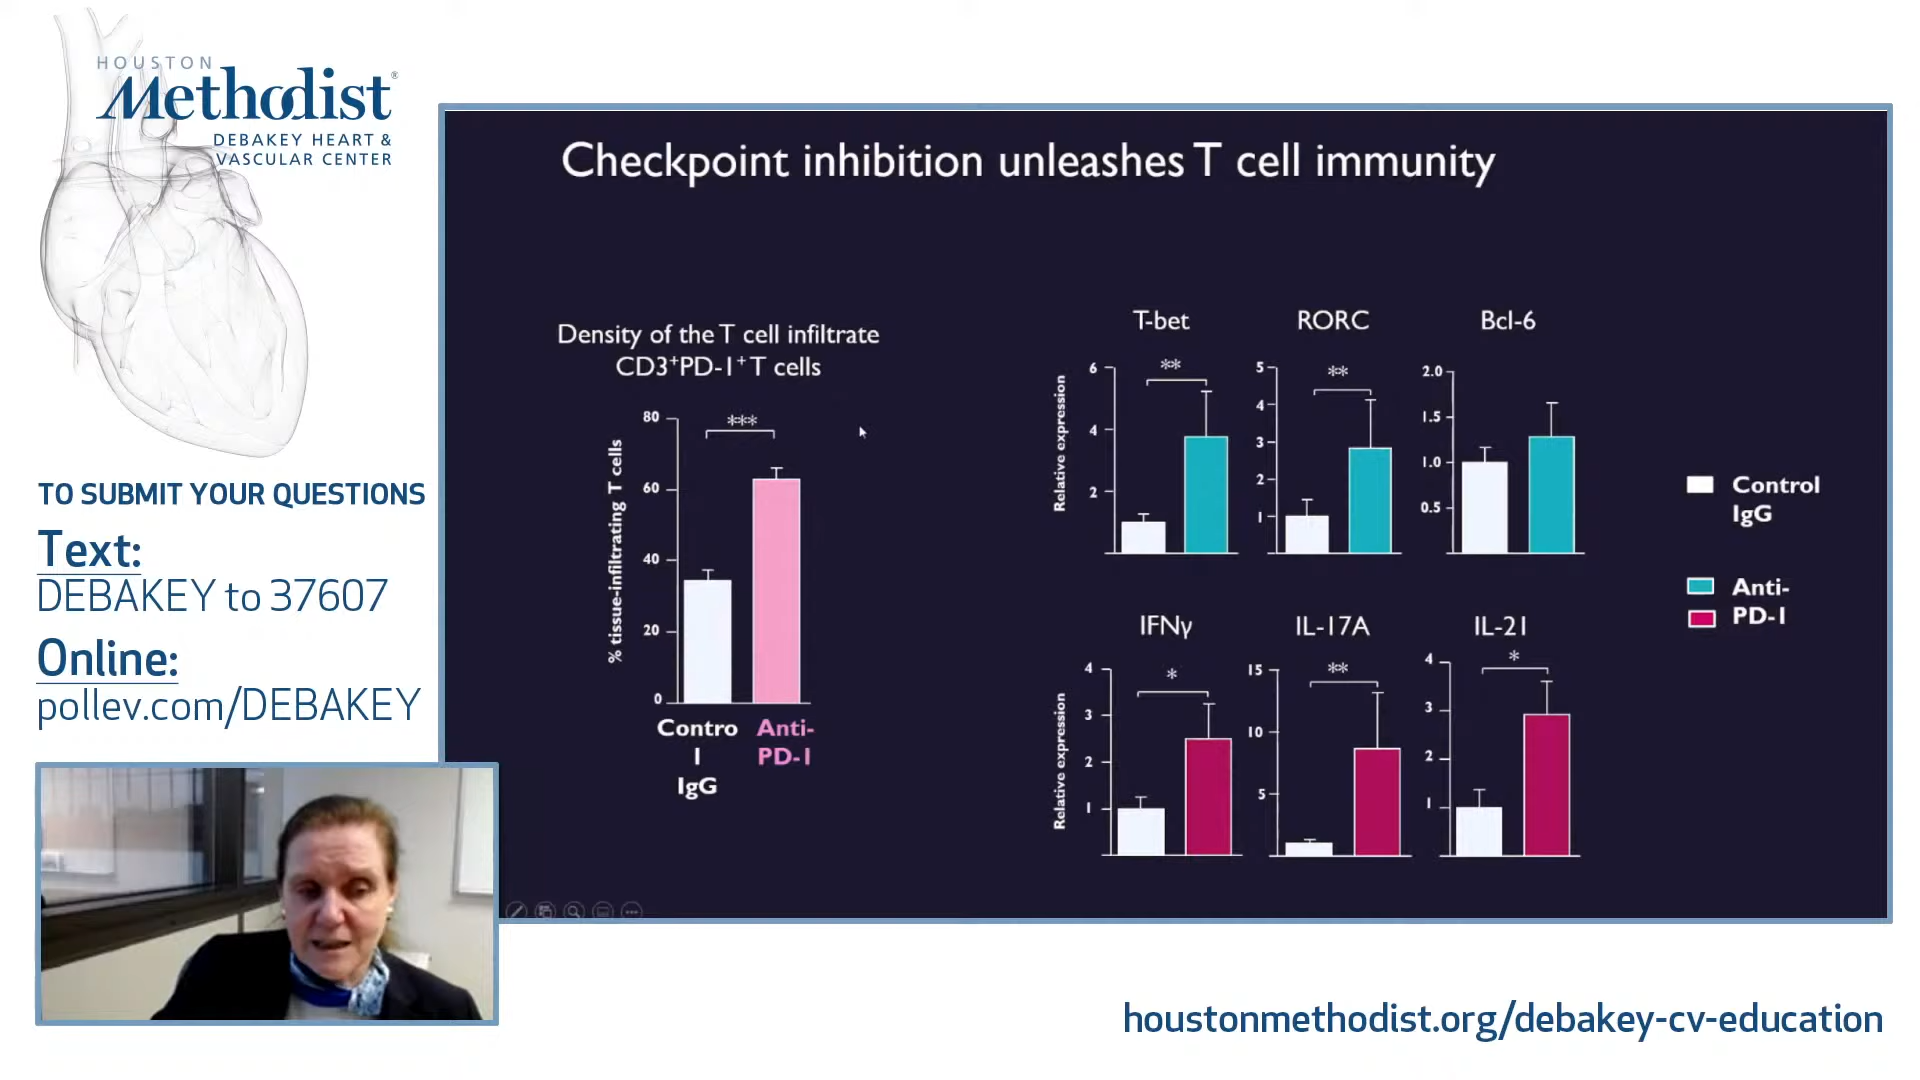 HOUSTON
Methodist®
DEBAKEY HEART &
VASCULAR CENTER
TO SUBMIT YOUR QUESTIONS
Text:
DEBAKEY to 37607
Online:
pollev.com/DEBAKEY
Checkpoint inhibition unleashes T cell immunity
Density of the T cell infiltrate
CD3+PD-1+ T cells
% tissue-infiltrating T cells
80
60
40
20
0
***
Contro
l
IgG
Anti-
PD-1
T-bet
Relative expression
6
4
2
**
RORC
5
4
3
2
1
**
Bcl-6
2.0
1.5
1.0
0.5
IFNγ
Relative expression
4
3
2
1
*
IL-17A
15
10
5
**
IL-21
4
3
2
1
*
Control
IgG
Anti-
PD-1
houstonmethodist.org/debakey-cv-education